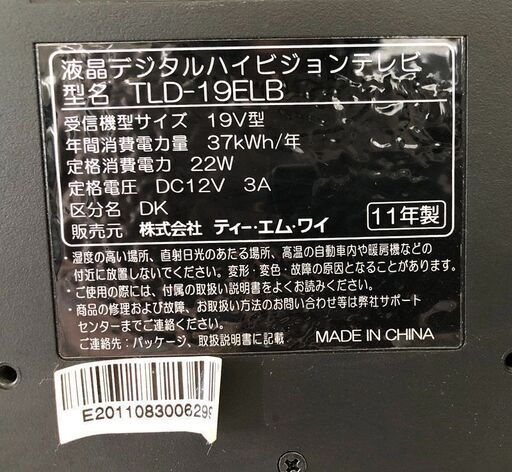 液晶デジタルハイビジョンテレビ
型名 TLD-19ELB
受信機型サイズ 19V型
年間消費電力量 37kWh/年
定格消費電力 22W
定格電圧 DC12V 3A
区分名 DK
販売元 株式会社 ティー・エム・ワイ 11年製
・湿度の高い場所、直射日光のあたる場所、高温の自動車内や暖房機などの
付近に放置しないでください。変形・変色・故障の原因となることがあります。
・ご使用の際には、付属の取扱い説明書をよくお読みください。
・商品の修理および故障、お取扱い方法のお問い合わせ等は弊社サポート
センターまでご連絡ください。
ご連絡先：パッケージ、取扱説明書に記載
MADE IN CHINA
E2011083006299